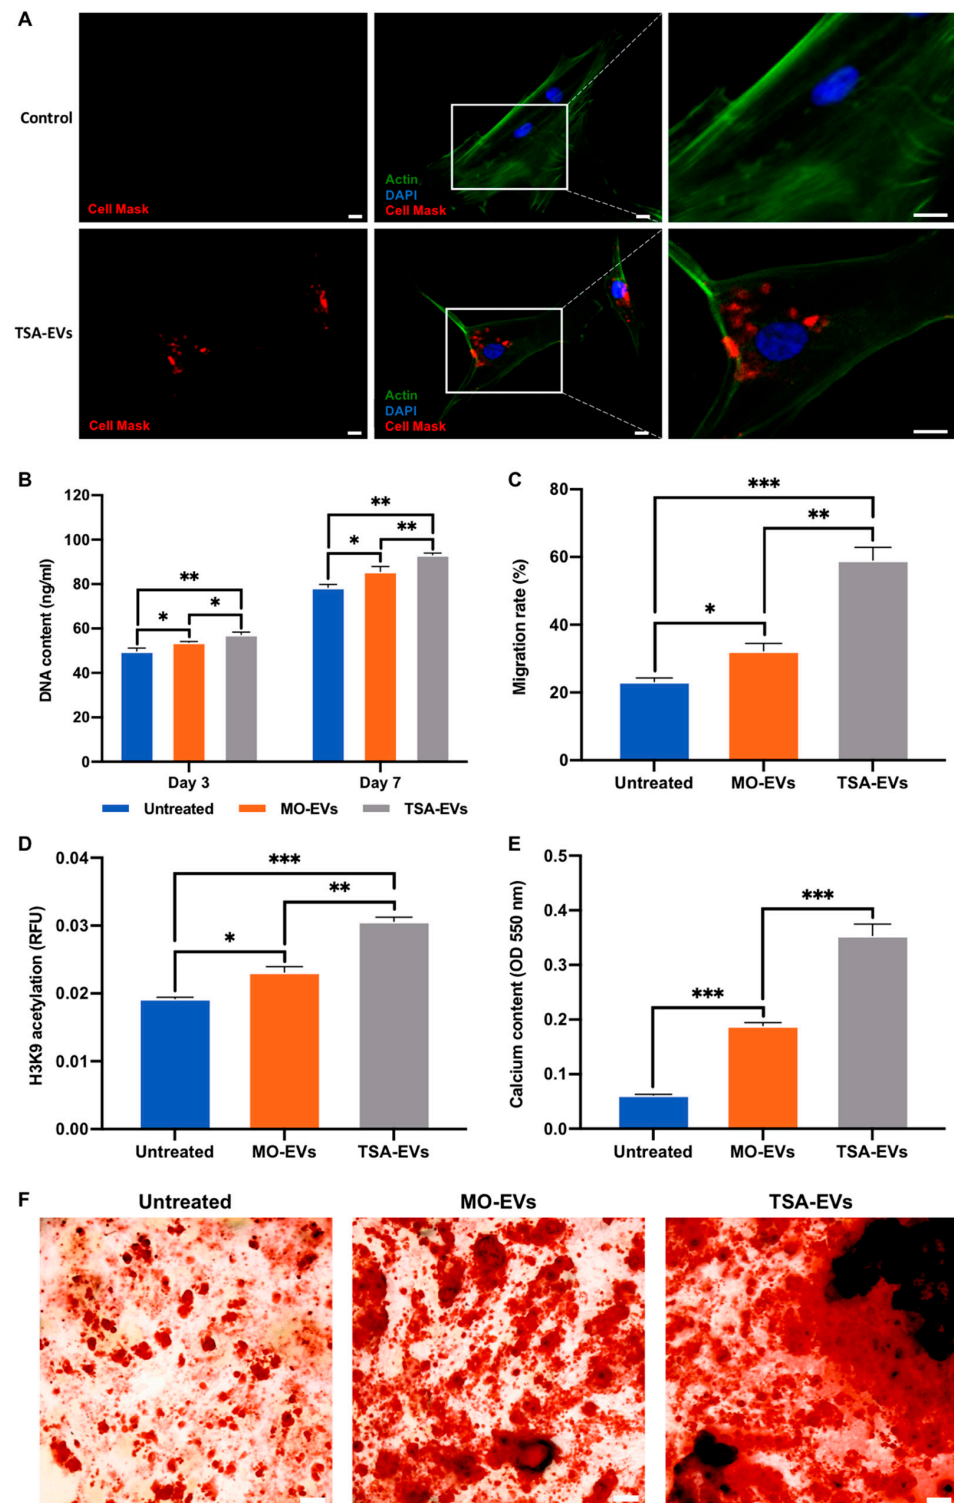 A
Control
Cell Mask
Actin
DAPI
Cell Mask
TSA-EVs
Cell Mask
Actin
DAPI
Cell Mask
B
DNA content (ng/ml)
120
100
80
60
40
20
0
**
*
*
**
*
**
Day 3
Day 7
Untreated
MO-EVs
TSA-EVs
C
Migration rate (%)
80
60
40
20
0
***
**
*
Untreated
MO-EVs
TSA-EVs
D
H3K9 acetylation (RFU)
0.04
0.03
0.02
0.01
0.00
***
**
*
Untreated
MO-EVs
TSA-EVs
E
Calcium content (OD 550 nm)
0.5
0.4
0.3
0.2
0.1
0.0
***
***
Untreated
MO-EVs
TSA-EVs
F
Untreated
MO-EVs
TSA-EVs